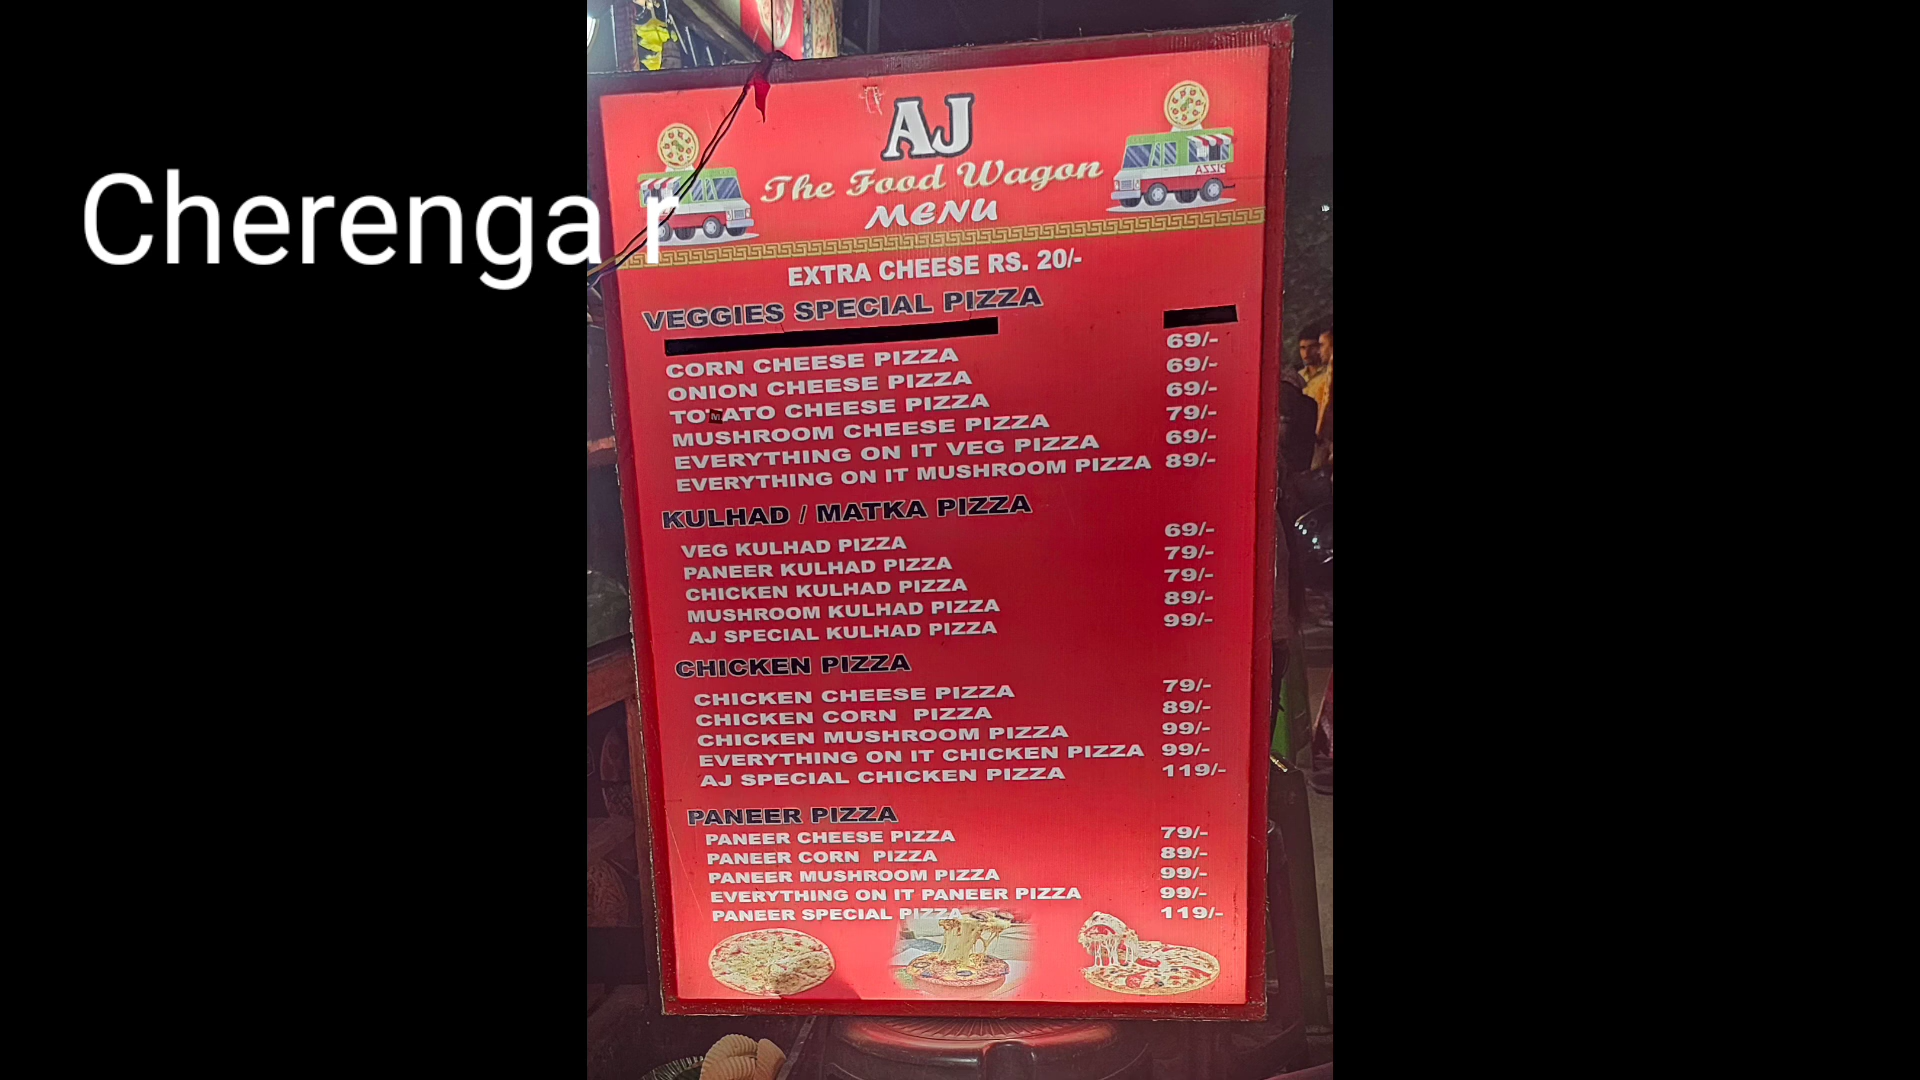 Cherenga r
AJ
The Food Wagon
MENU
PIZZA
EXTRA CHEESE RS. 20/-
VEGGIES SPECIAL PIZZA
CORN CHEESE PIZZA 69/-
ONION CHEESE PIZZA 69/-
TOMATO CHEESE PIZZA 69/-
MUSHROOM CHEESE PIZZA 79/-
EVERYTHING ON IT VEG PIZZA 69/-
EVERYTHING ON IT MUSHROOM PIZZA 89/-
KULHAD / MATKA PIZZA
VEG KULHAD PIZZA 69/-
PANEER KULHAD PIZZA 79/-
CHICKEN KULHAD PIZZA 79/-
MUSHROOM KULHAD PIZZA 89/-
AJ SPECIAL KULHAD PIZZA 99/-
CHICKEN PIZZA
CHICKEN CHEESE PIZZA 79/-
CHICKEN CORN PIZZA 89/-
CHICKEN MUSHROOM PIZZA 99/-
EVERYTHING ON IT CHICKEN PIZZA 99/-
AJ SPECIAL CHICKEN PIZZA 119/-
PANEER PIZZA
PANEER CHEESE PIZZA 79/-
PANEER CORN PIZZA 89/-
PANEER MUSHROOM PIZZA 99/-
EVERYTHING ON IT PANEER PIZZA 99/-
PANEER SPECIAL PIZZA 119/-